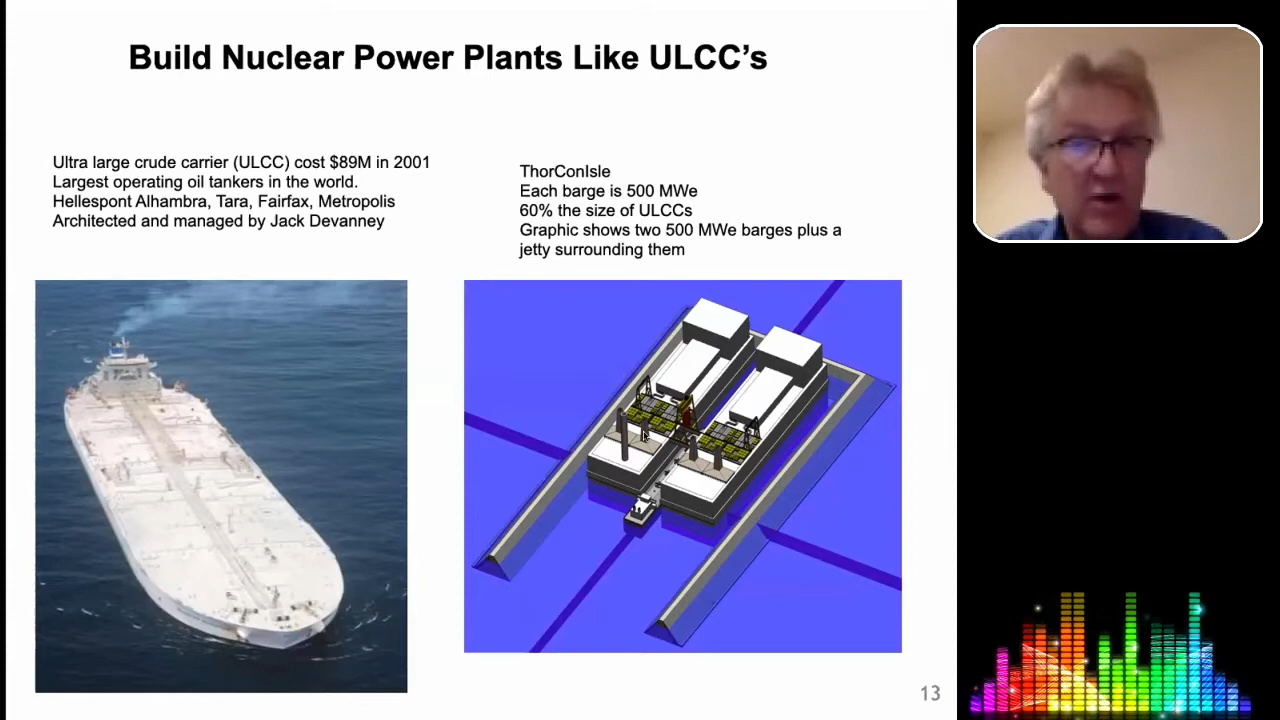 Build Nuclear Power Plants Like ULCC's
Ultra large crude carrier (ULCC) cost $89M in 2001
Largest operating oil tankers in the world.
Hellespont Alhambra, Tara, Fairfax, Metropolis
Architected and managed by Jack Devanney
ThorConIsle
Each barge is 500 MWe
60% the size of ULCCs
Graphic shows two 500 MWe barges plus a
jetty surrounding them
13